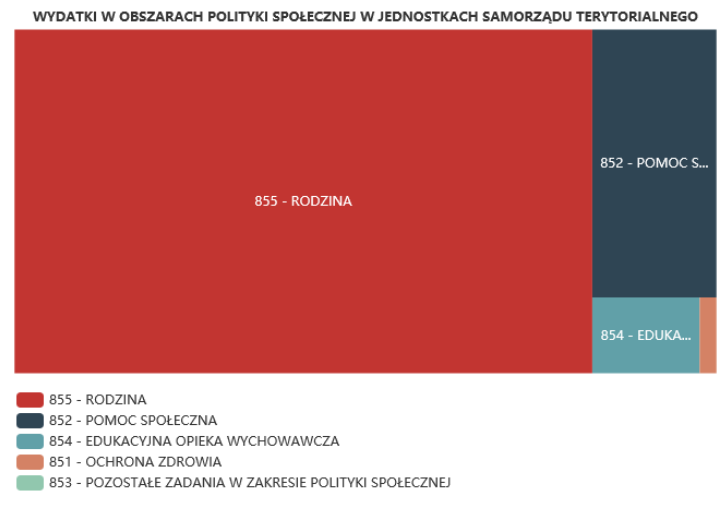 WYDATKI W OBSZARACH POLITYKI SPOŁECZNEJ W JEDNOSTKACH SAMORZĄDU TERYTORIALNEGO
855 - RODZINA
852 - POMOC S...
854 - EDUKA...
855 - RODZINA
852 - POMOC SPOŁECZNA
854 - EDUKACYJNA OPIEKA WYCHOWAWCZA
851 - OCHRONA ZDROWIA
853 - POZOSTAŁE ZADANIA W ZAKRESIE POLITYKI SPOŁECZNEJ